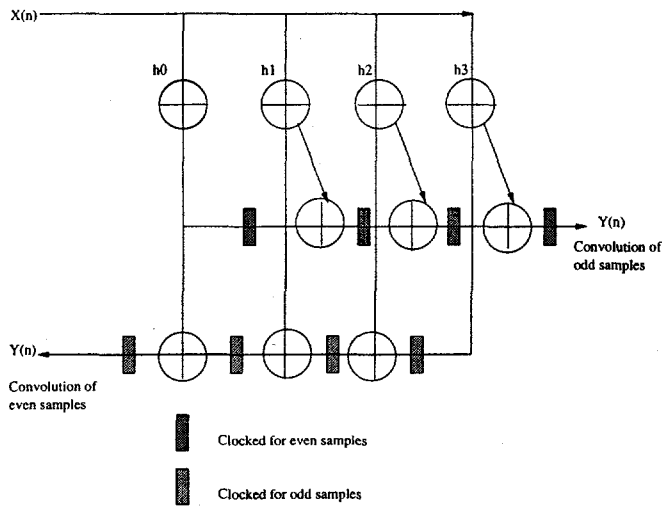 X(n)
h0
h1
h2
h3
Y(n)
Convolution of
odd samples
Y(n)
Convolution of
even samples
Clocked for even samples
Clocked for odd samples